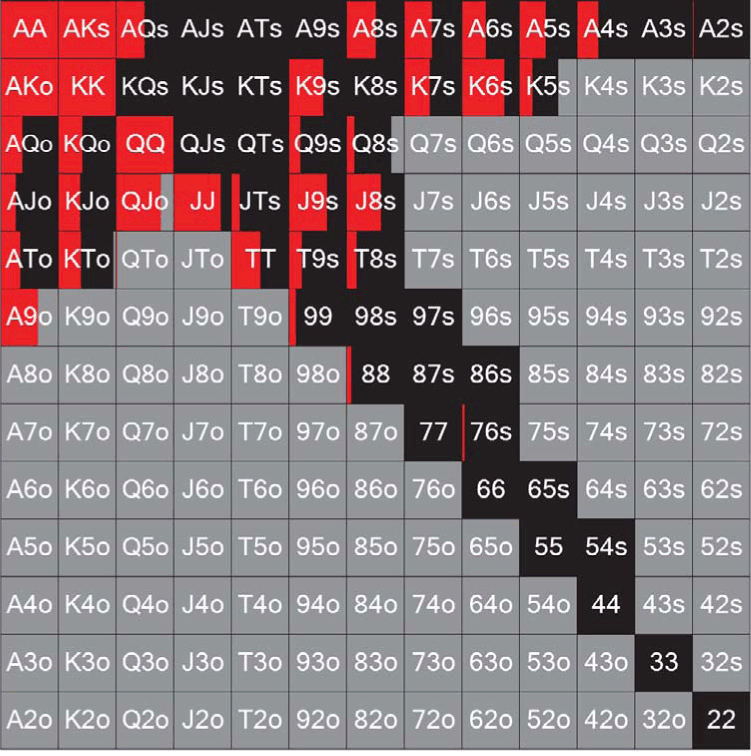 AA AKs AQs AJs ATs A9s A8s A7s A6s A5s A4s A3s A2s
AKo KK KQs KJs KTs K9s K8s K7s K6s K5s K4s K3s K2s
AQo KQo QQ QJs QTs Q9s Q8s Q7s Q6s Q5s Q4s Q3s Q2s
AJo KJo QJo JJ JTs J9s J8s J7s J6s J5s J4s J3s J2s
ATo KTo QTo JTo TT T9s T8s T7s T6s T5s T4s T3s T2s
A9o K9o Q9o J9o T9o 99 98s 97s 96s 95s 94s 93s 92s
A8o K8o Q8o J8o T8o 98o 88 87s 86s 85s 84s 83s 82s
A7o K7o Q7o J7o T7o 97o 87o 77 76s 75s 74s 73s 72s
A6o K6o Q6o J6o T6o 96o 86o 76o 66 65s 64s 63s 62s
A5o K5o Q5o J5o T5o 95o 85o 75o 65o 55 54s 53s 52s
A4o K4o Q4o J4o T4o 94o 84o 74o 64o 54o 44 43s 42s
A3o K3o Q3o J3o T3o 93o 83o 73o 63o 53o 43o 33 32s
A2o K2o Q2o J2o T2o 92o 82o 72o 62o 52o 42o 32o 22